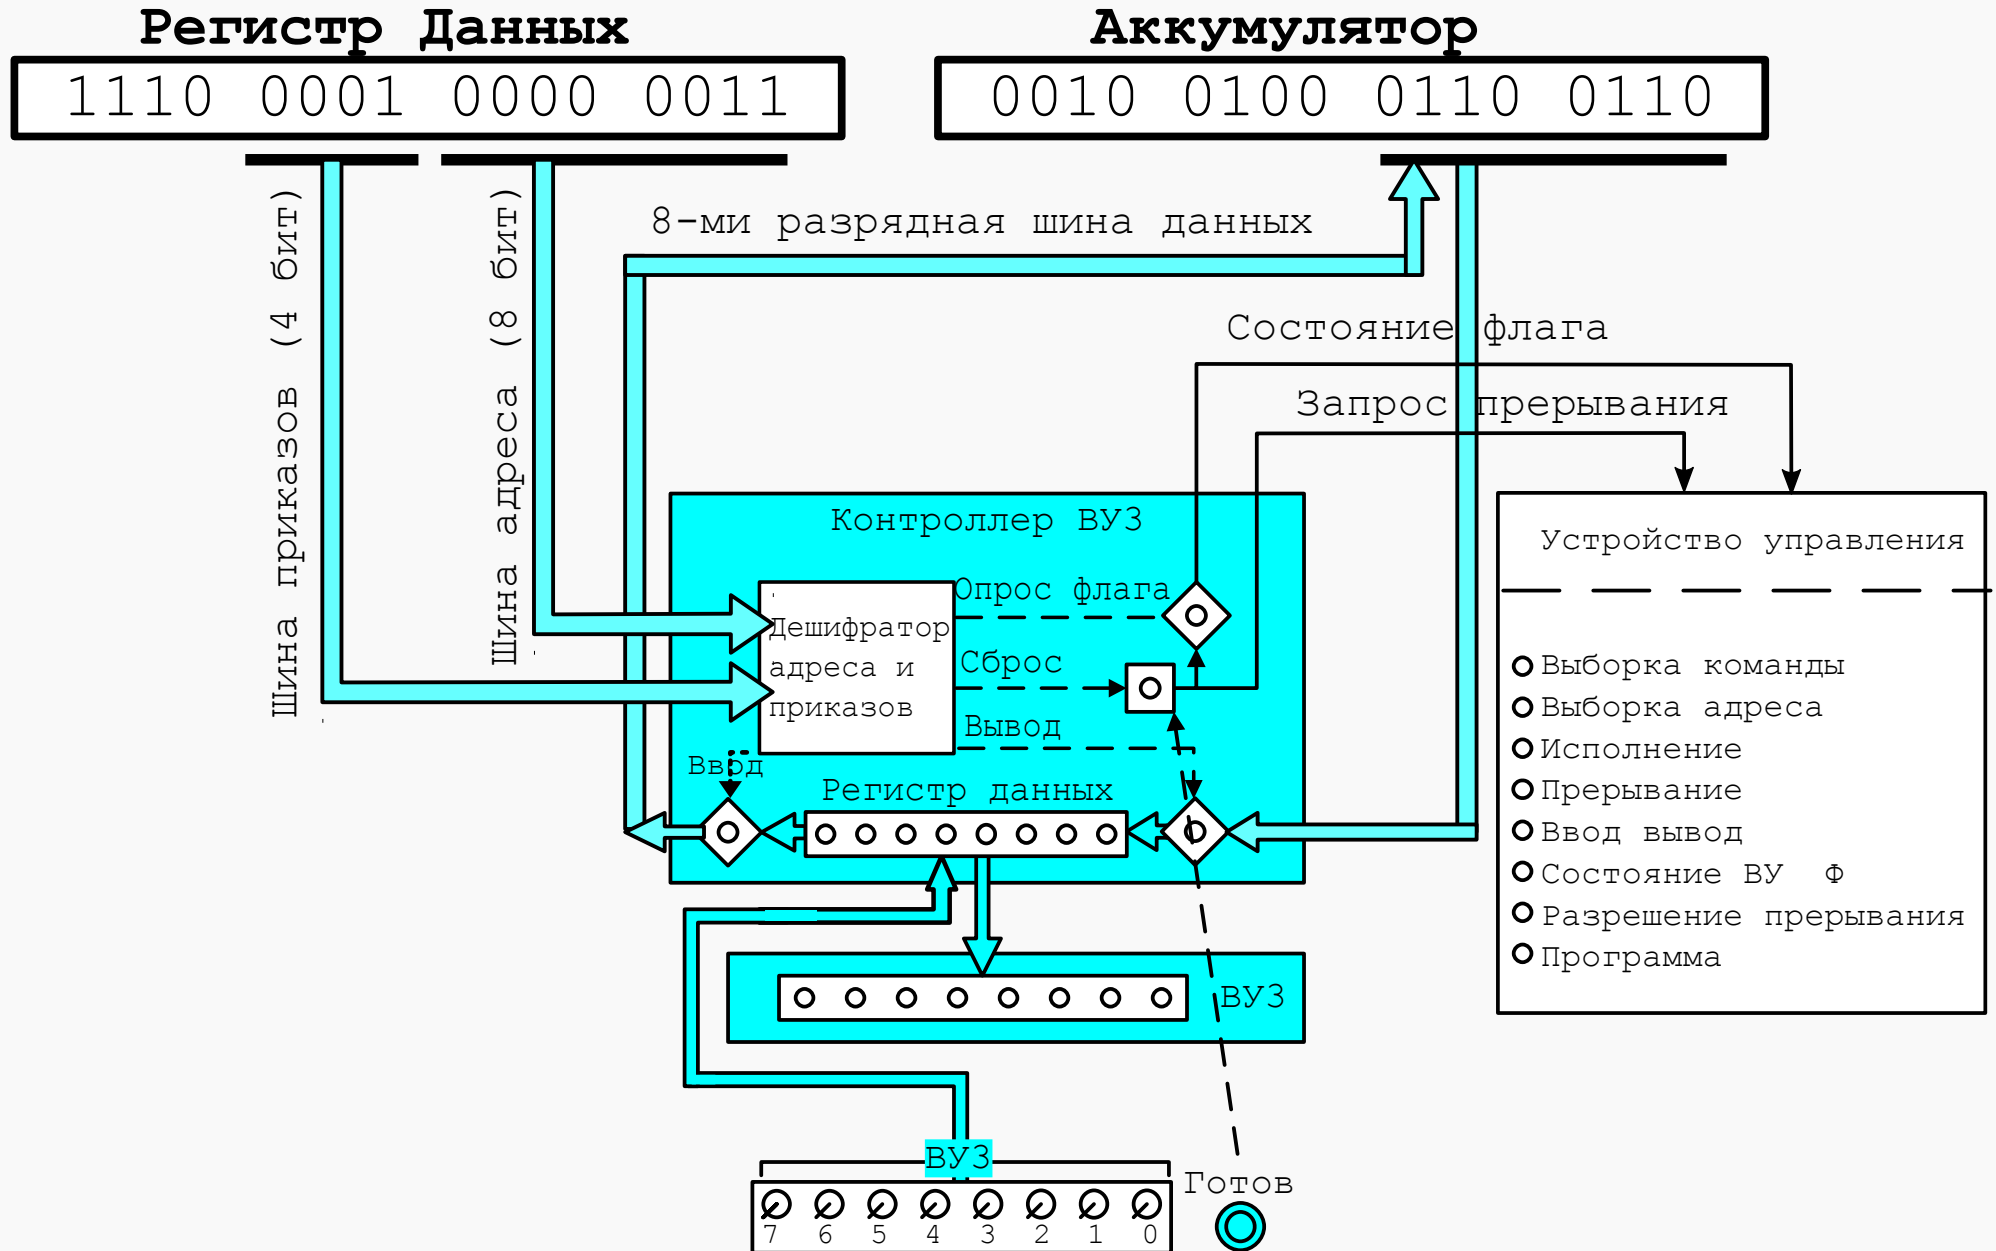 Регистр Данных
Аккумулятор
1110 0001 0000 0011
0010 0100 0110 0110
Шина приказов (4 бит)
Шина адреса (8 бит)
8-ми разрядная шина данных
Состояние флага
Запрос прерывания
Контроллер ВУ3
Устройство управления
Опрос флага
Дешифратор
адреса и
приказов
Сброс
Вывод
Ввод
Регистр данных
Выборка команды
Выборка адреса
Исполнение
Прерывание
Ввод вывод
Состояние ВУ Ф
Разрешение прерывания
Программа
ВУ3
ВУ3
Готов
7 6 5 4 3 2 1 0